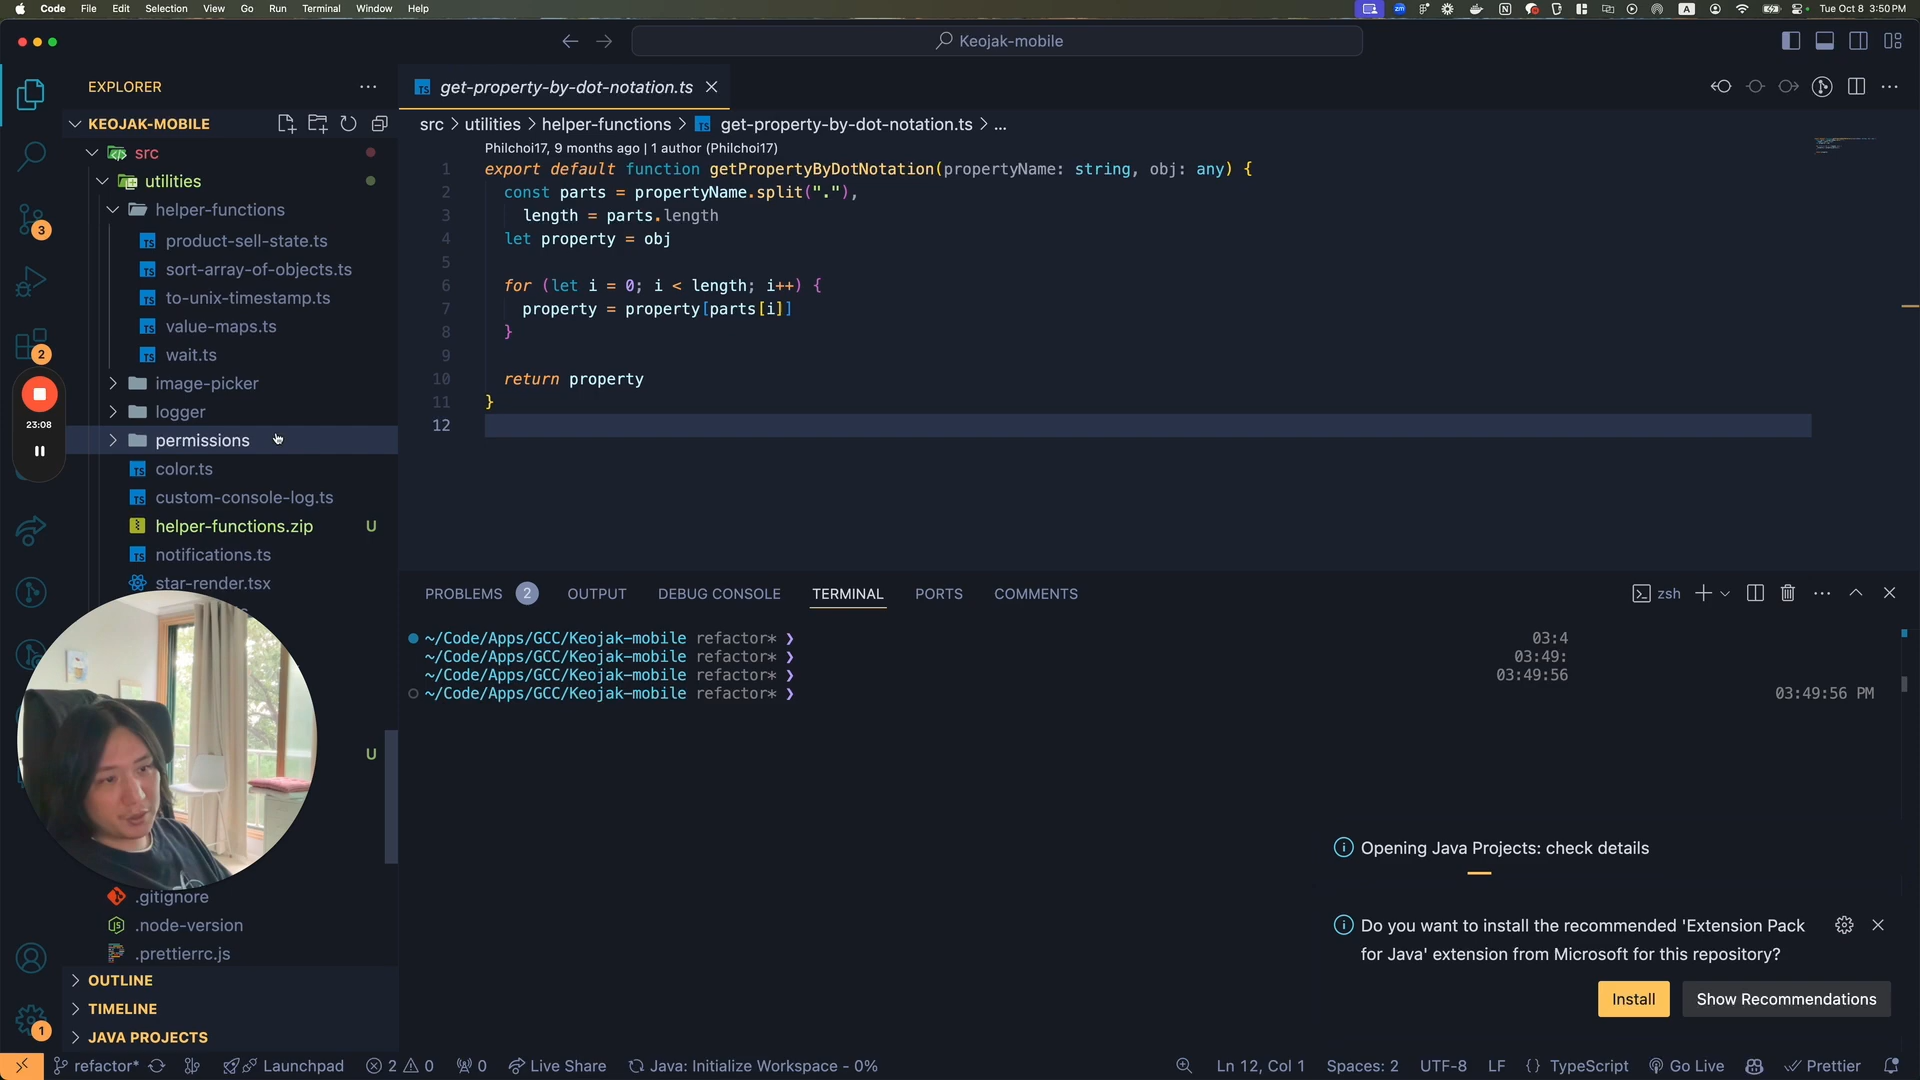 Code File Edit Selection View Go Run Terminal Window Help
Tue Oct 8 3:50 PM
Keojak-mobile
EXPLORER
get-property-by-dot-notation.ts
KEOJAK-MOBILE
src > utilities > helper-functions > get-property-by-dot-notation.ts > ...
src
utilities
helper-functions
product-sell-state.ts
sort-array-of-objects.ts
to-unix-timestamp.ts
value-maps.ts
wait.ts
image-picker
logger
permissions
color.ts
custom-console-log.ts
helper-functions.zip U
notifications.ts
star-render.tsx
U
.gitignore
.node-version
.prettierrc.js
OUTLINE
TIMELINE
JAVA PROJECTS
3
2
23:08
1
Philchoi17, 9 months ago | 1 author (Philchoi17)
1 export default function getPropertyByDotNotation(propertyName: string, obj: any) {
2 const parts = propertyName.split("."),
3 length = parts.length
4 let property = obj
5
6 for (let i = 0; i < length; i++) {
7 property = property[parts[i]]
8 }
9
10 return property
11 }
12
PROBLEMS 2 OUTPUT DEBUG CONSOLE TERMINAL PORTS COMMENTS
zsh
~/Code/Apps/GCC/Keojak-mobile refactor* ❯ 03:4
~/Code/Apps/GCC/Keojak-mobile refactor* ❯ 03:49:
~/Code/Apps/GCC/Keojak-mobile refactor* ❯ 03:49:56
~/Code/Apps/GCC/Keojak-mobile refactor* ❯ 03:49:56 PM
Opening Java Projects: check details
Do you want to install the recommended 'Extension Pack
for Java' extension from Microsoft for this repository?
Install Show Recommendations
refactor* Launchpad 2 0 0 Live Share Java: Initialize Workspace - 0% Ln 12, Col 1 Spaces: 2 UTF-8 LF {} TypeScript Go Live Prettier